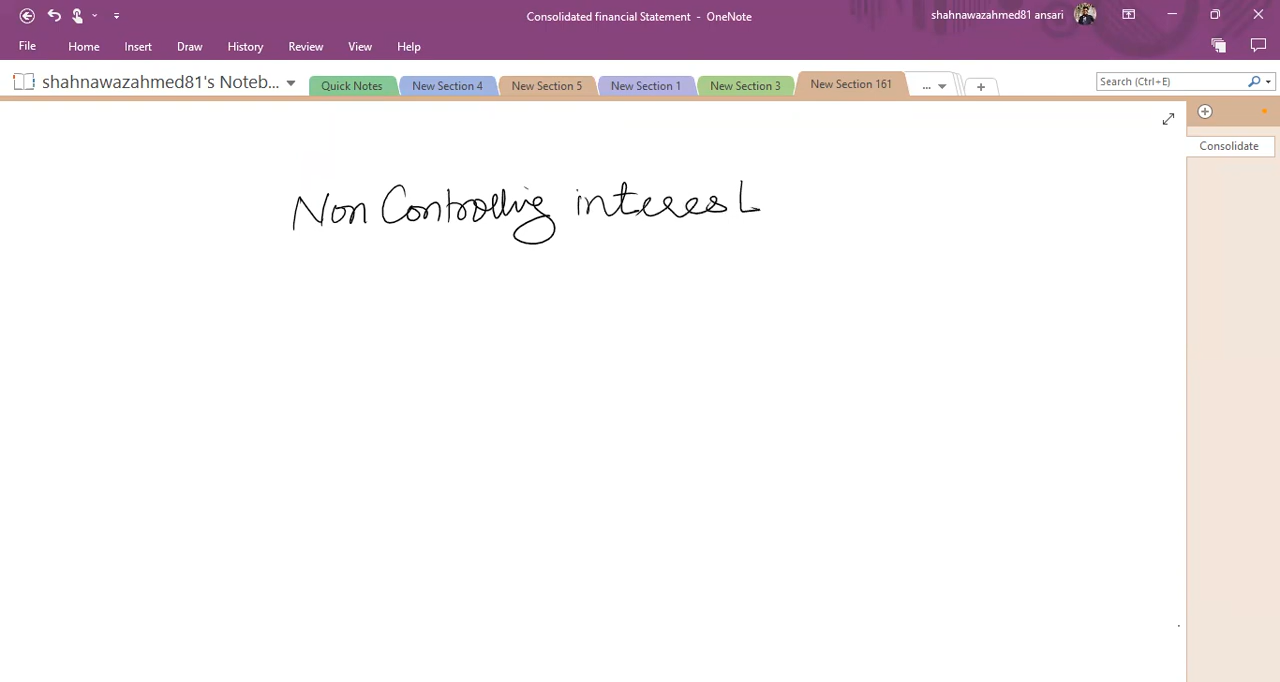 Consolidated financial Statement - OneNote
shahnawazahmed81 ansari
File Home Insert Draw History Review View Help
shahnawazahmed81's Noteb...
Quick Notes New Section 4 New Section 5 New Section 1 New Section 3 New Section 161 ... +
Search (Ctrl+E)
Consolidate
Non Controlling interest